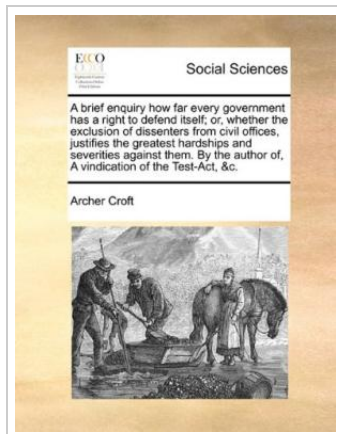 ECCO
Social Sciences
A brief enquiry how far every government
has a right to defend itself; or, whether the
exclusion of dissenters from civil offices,
justifies the greatest hardships and
severities against them. By the author of,
A vindication of the Test-Act, &c.
Archer Croft